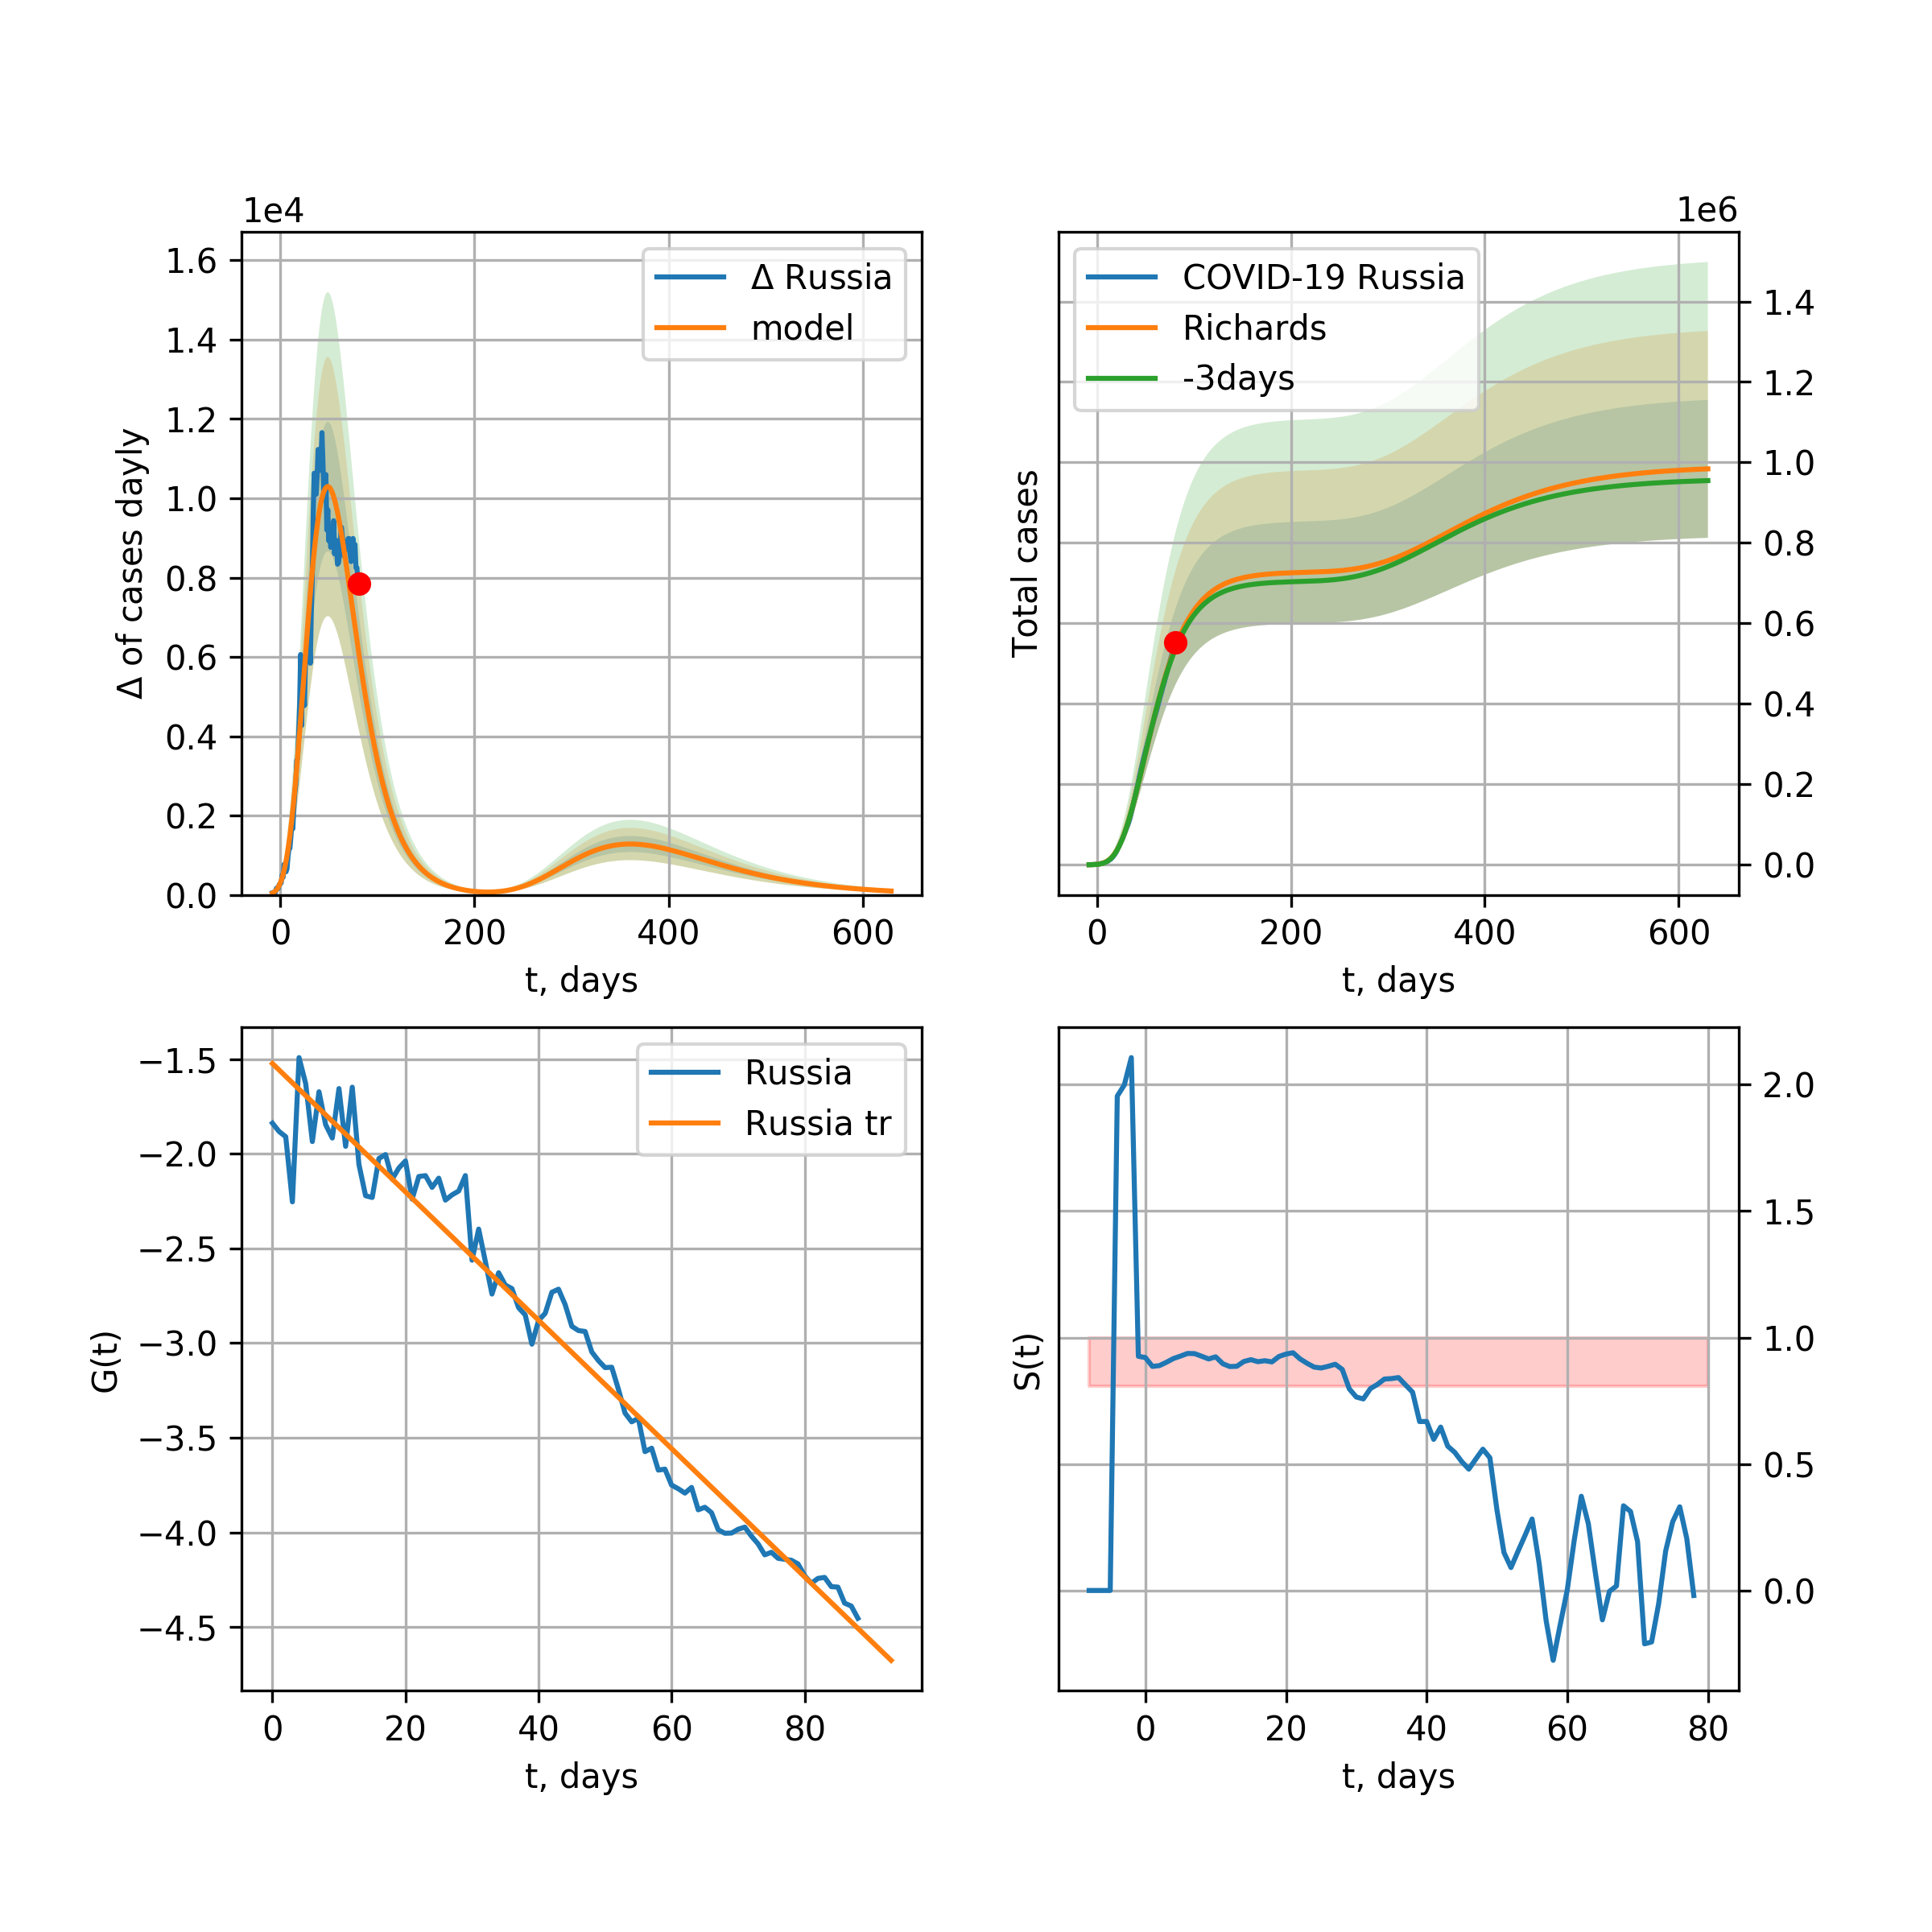 1e4
Δ of cases dayly
1.6
1.4
1.2
1.0
0.8
0.6
0.4
0.2
0.0
Δ Russia
model
0 200 400 600
t, days
1e6
Total cases
COVID-19 Russia
Richards
-3days
1.4
1.2
1.0
0.8
0.6
0.4
0.2
0.0
0 200 400 600
t, days
G(t)
−1.5
−2.0
−2.5
−3.0
−3.5
−4.0
−4.5
Russia
Russia tr
0 20 40 60 80
t, days
S(t)
2.0
1.5
1.0
0.5
0.0
0 20 40 60 80
t, days